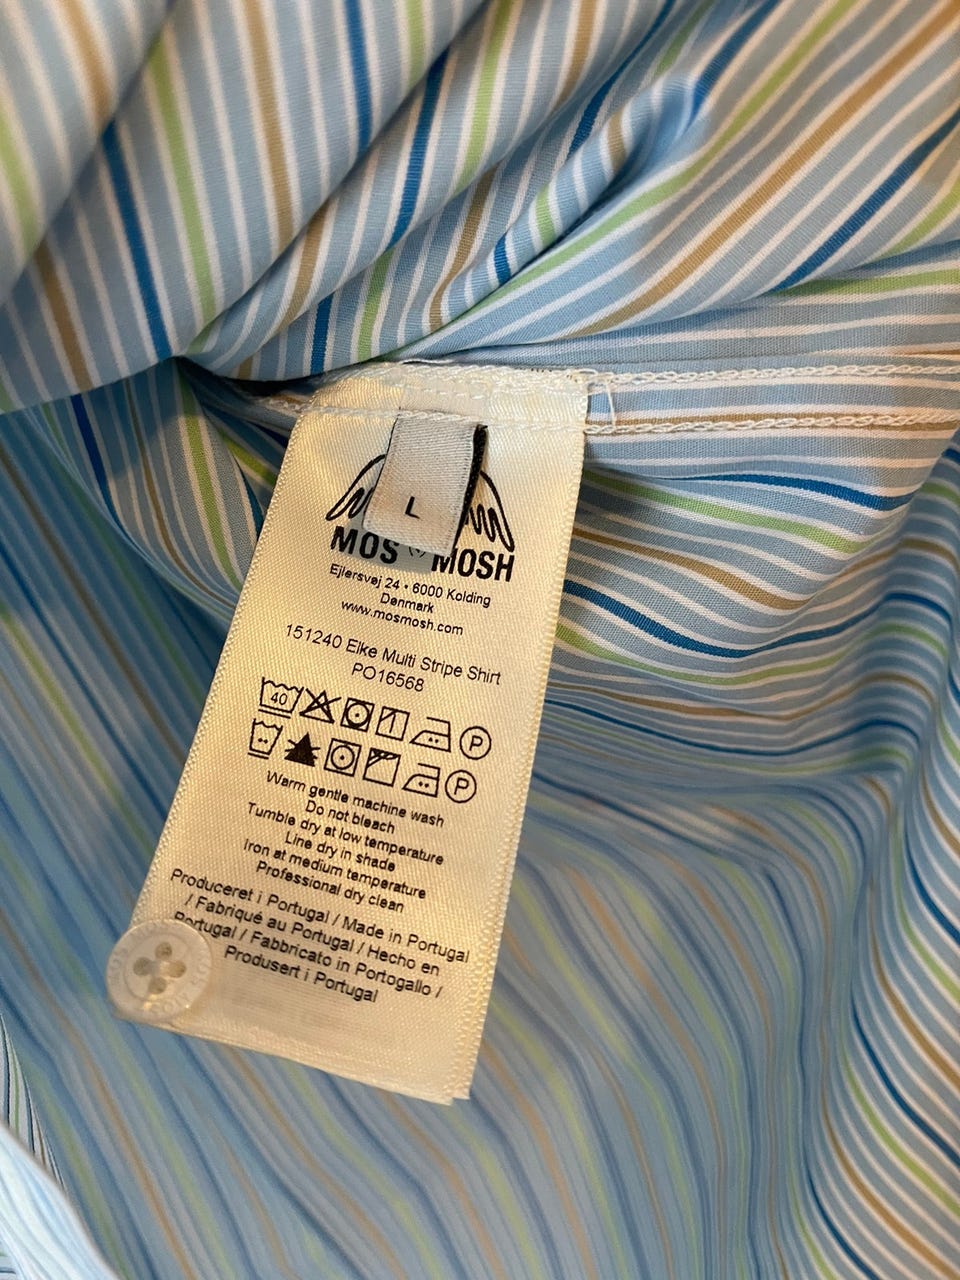 L
MOS MOSH
Ejlersvej 24 • 6000 Kolding
Denmark
www.mosmosh.com
151240 Elke Multi Stripe Shirt
PO16568
40 P
P
Warm gentle machine wash
Do not bleach
Tumble dry at low temperature
Line dry in shade
Iron at medium temperature
Professional dry clean
Produceret i Portugal / Made in Portugal
/ Fabriqué au Portugal / Hecho en
Portugal / Fabbricato in Portogallo /
Produsert i Portugal